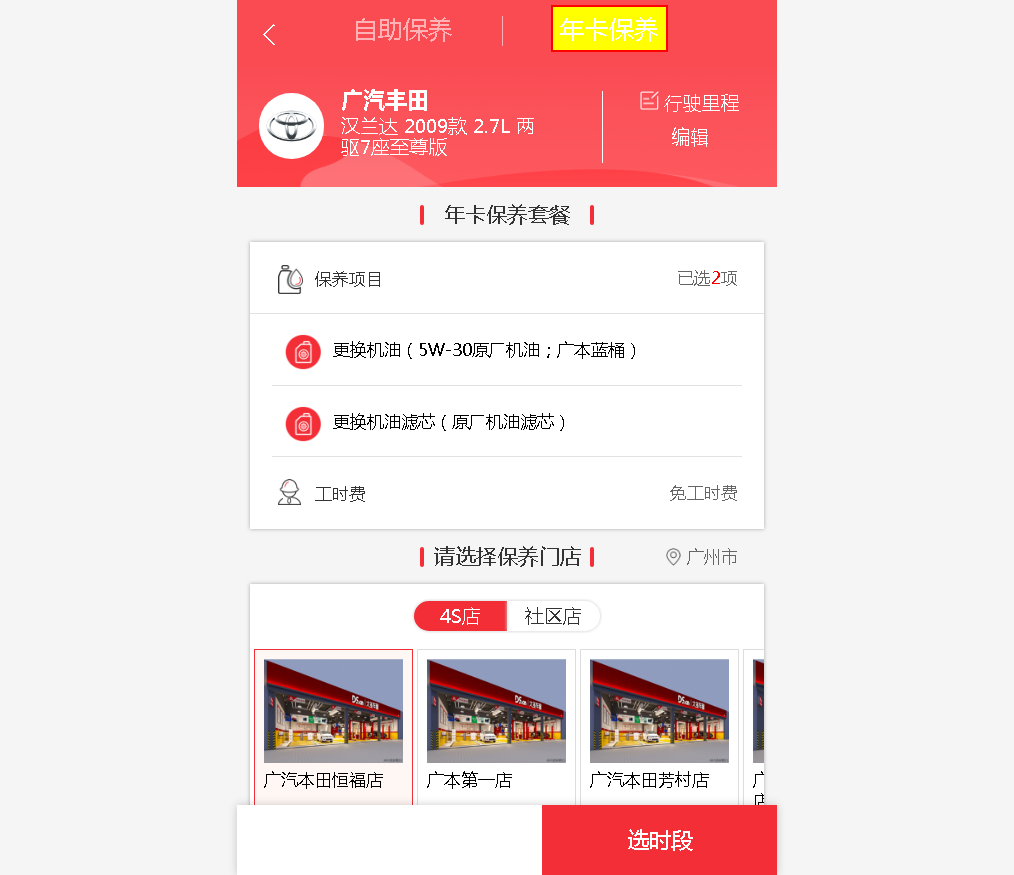 自助保养
年卡保养
广汽丰田
汉兰达 2009款 2.7L 两
驱7座至尊版
行驶里程
编辑
年卡保养套餐
保养项目
已选2项
更换机油（5W-30原厂机油；广本蓝桶）
更换机油滤芯（原厂机油滤芯）
工时费
免工时费
请选择保养门店
广州市
4S店
社区店
广汽本田恒福店
广本第一店
广汽本田芳村店
选时段